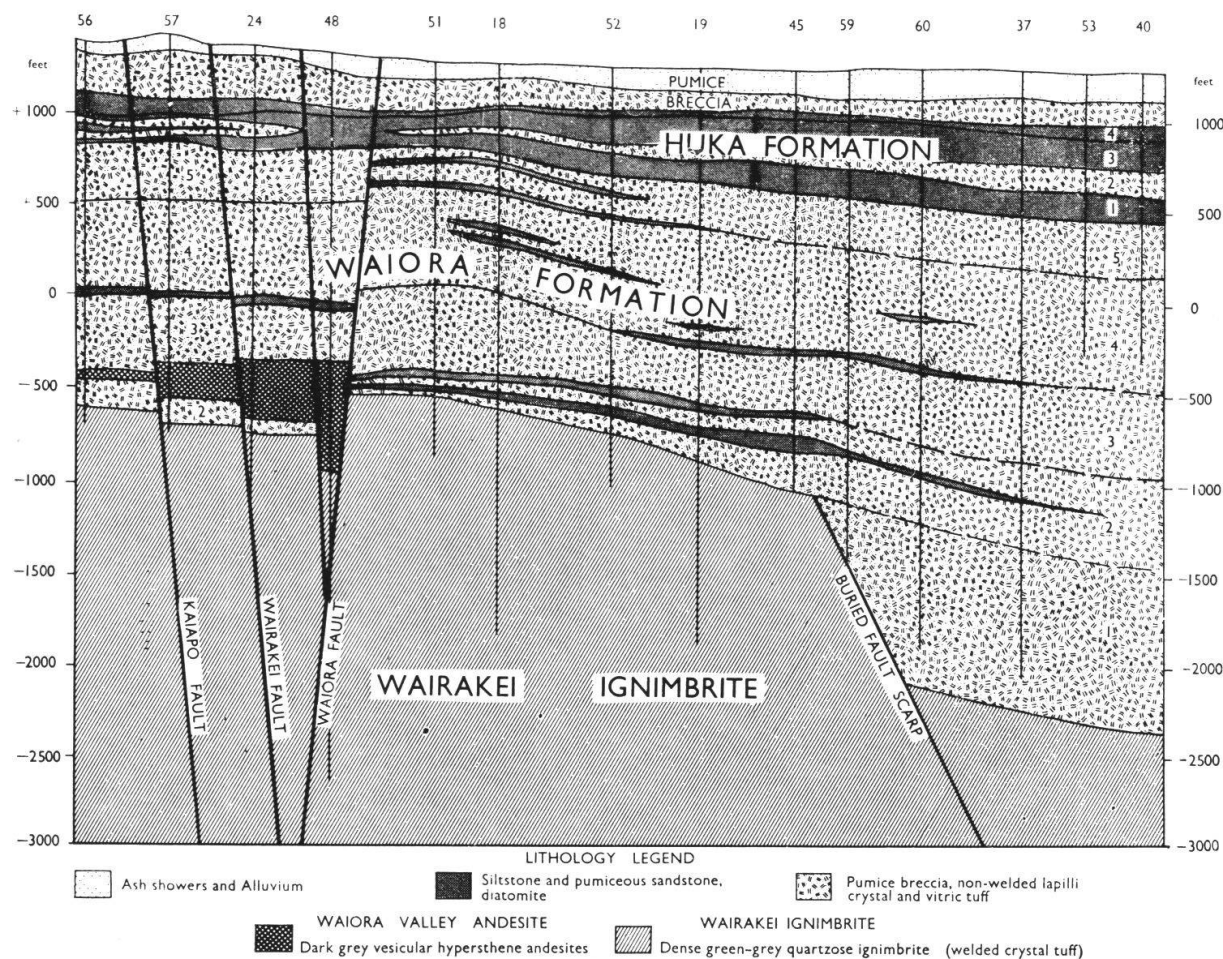 56 57 24 48 51 18 52 19 45 59 60 37 53 40
feet
feet
PUMICE
BRECCIA
+ 1000
1000
HUKA FORMATION
4
3
2
1
5
+ 500
500
4
WAIORA
FORMATION
5
0
0
4
3
-500
-500
2
3
-1000
-1000
2
-1500
-1500
1
KAIAPO FAULT
WAIRAKEI FAULT
WAIORA FAULT
BURIED FAULT SCARP
-2000
-2000
WAIRAKEI IGNIMBRITE
-2500
-2500
-3000
-3000
LITHOLOGY LEGEND
Ash showers and Alluvium
Siltstone and pumiceous sandstone,
diatomite
Pumice breccia, non-welded lapilli
crystal and vitric tuff
WAIORA VALLEY ANDESITE
Dark grey vesicular hypersthene andesites
WAIRAKEI IGNIMBRITE
Dense green-grey quartzose ignimbrite (welded crystal tuff)